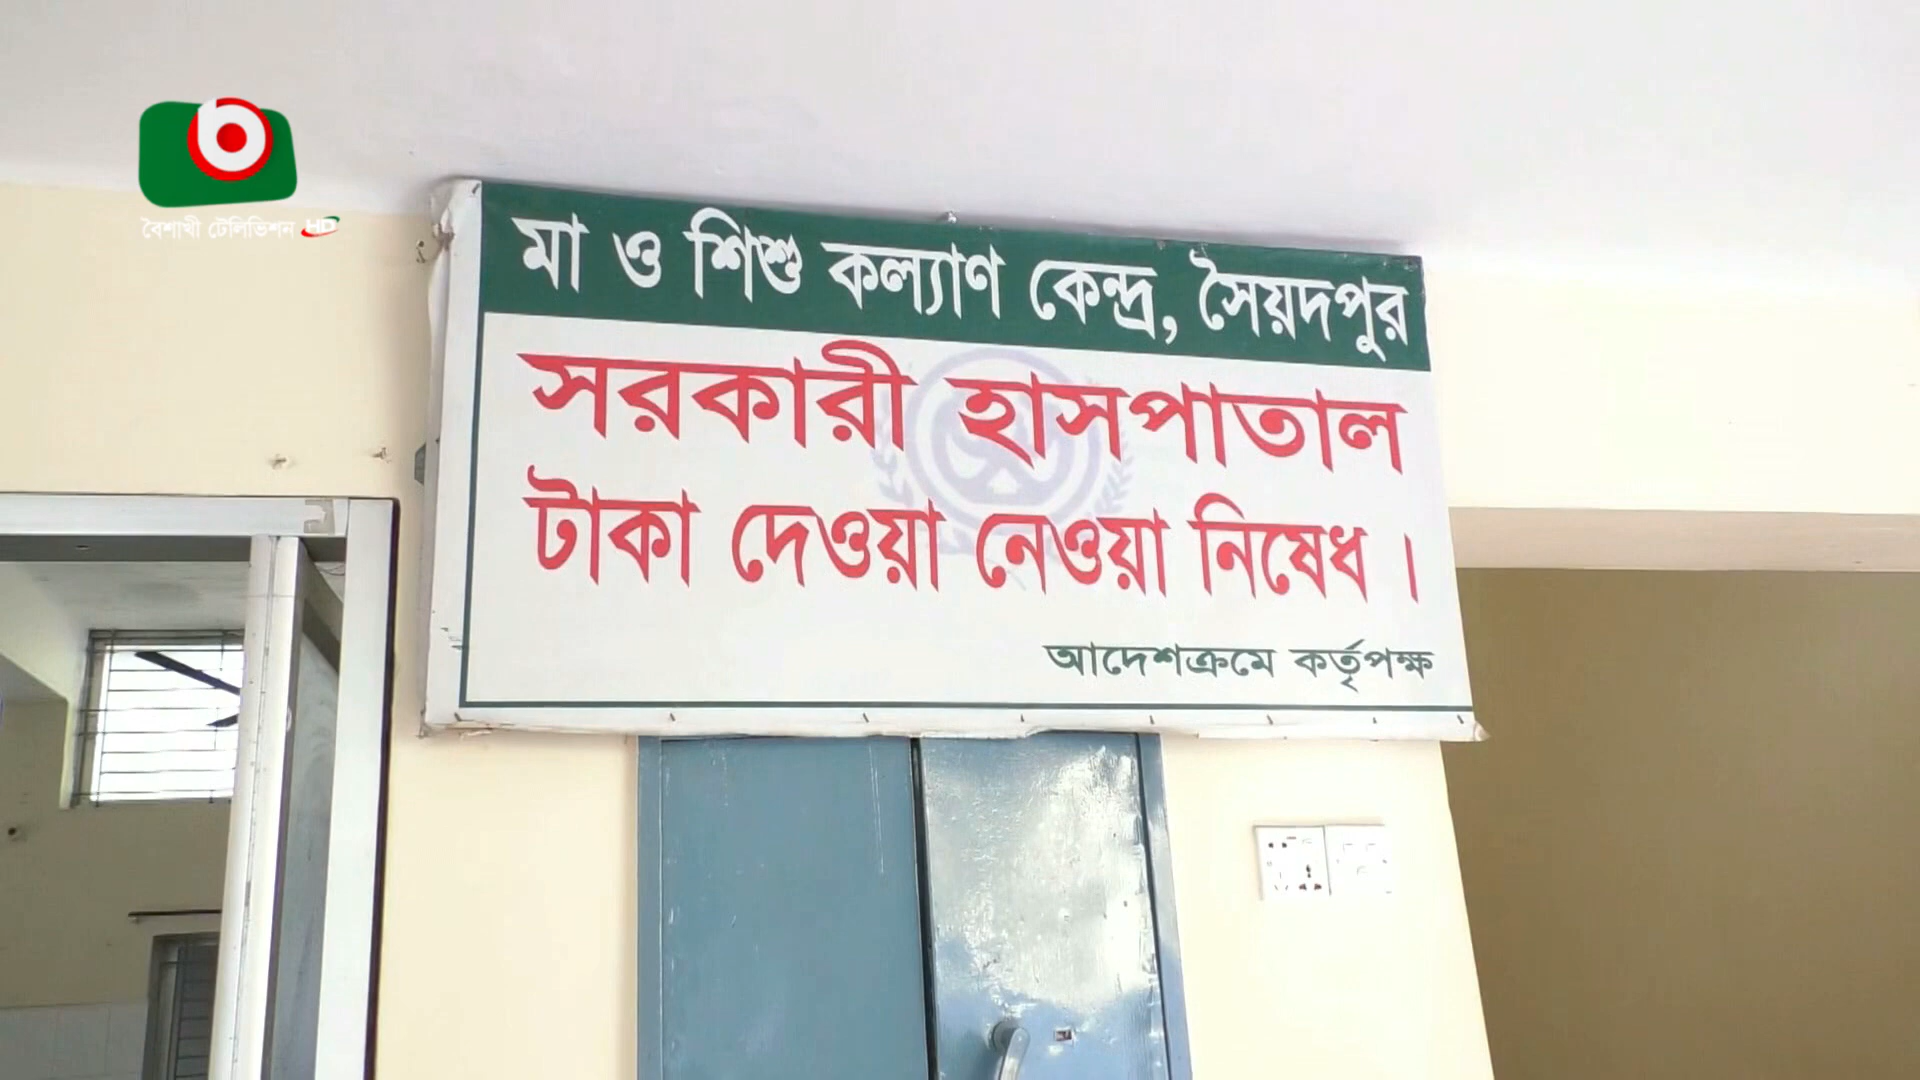 বৈশাখী টেলিভিশন HD
মা ও শিশু কল্যাণ কেন্দ্র, সৈয়দপুর
সরকারী হাসপাতাল
টাকা দেওয়া নেওয়া নিষেধ ।
আদেশক্রমে কর্তৃপক্ষ